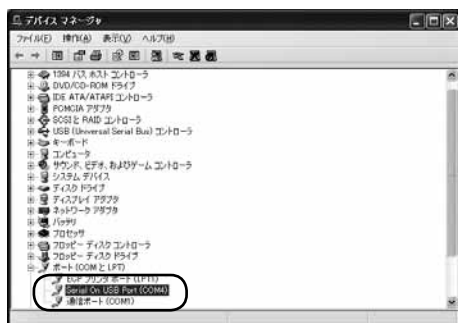 デバイス マネージャ
ファイル(F) 操作(A) 表示(V) ヘルプ(H)
1394 バス ホスト コントローラ
DVD/CD-ROM ドライブ
IDE ATA/ATAPI コントローラ
PCMCIA アダプタ
SCSI と RAID コントローラ
USB (Universal Serial Bus) コントローラ
キーボード
コンピュータ
サウンド、ビデオ、およびゲーム コントローラ
システム デバイス
ディスク ドライブ
ディスプレイ アダプタ
ネットワーク アダプタ
バッテリ
プロセッサ
フロッピー ディスク コントローラ
フロッピー ディスク ドライブ
ポート (COM と LPT)
ECP プリンタ ポート (LPT1)
Serial On USB Port (COM4)
通信ポート (COM1)